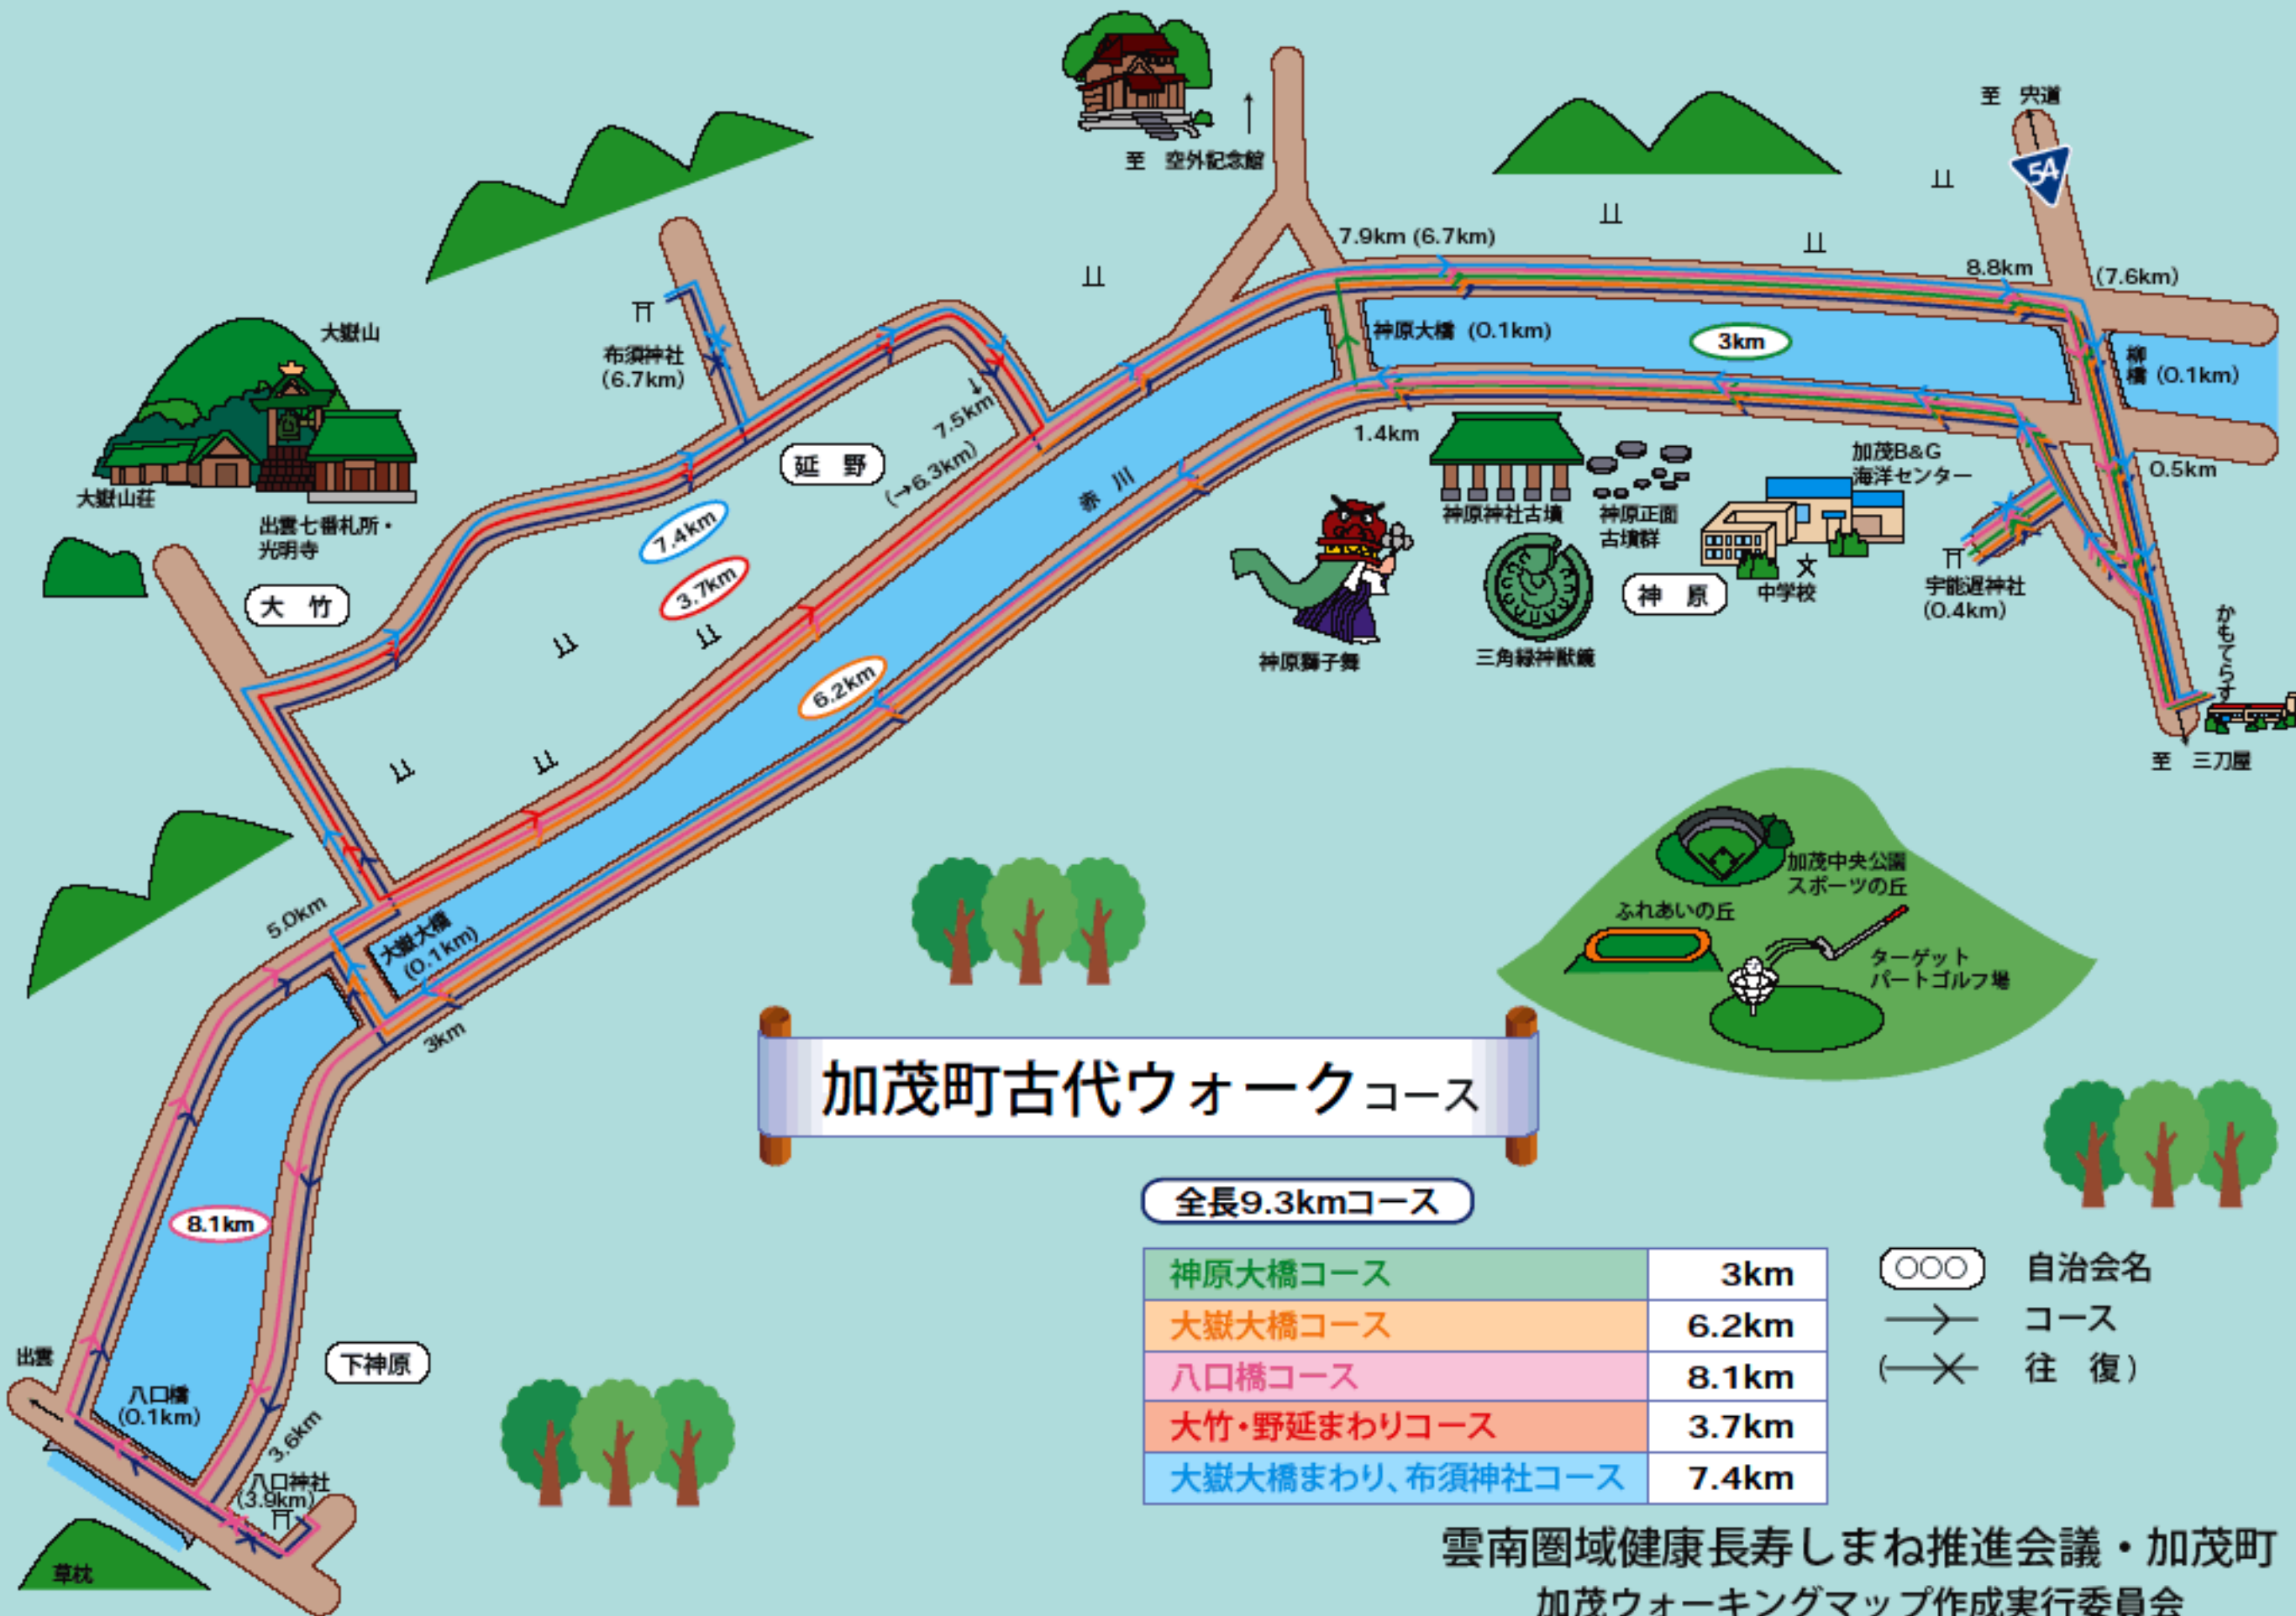 至 宍道
54
至 空外記念館
7.9km (6.7km)
8.8km
(7.6km)
神原大橋 (0.1km)
3km
柳橋 (0.1km)
大嶽山
布須神社
(6.7km)
7.5km
(→6.3km)
延 野
赤 川
1.4km
0.5km
加茂B&G
海洋センター
大嶽山荘
出雲七番札所・
光明寺
7.4km
3.7km
神原神社古墳
神原正面
古墳群
大 竹
神 原
文
中学校
宇能遅神社
(0.4km)
かもてらす
神原獅子舞
三角縁神獣鏡
6.2km
至 三刀屋
5.0km
大嶽大橋
(0.1km)
3km
加茂中央公園
スポーツの丘
ふれあいの丘
ターゲット
パートゴルフ場
加茂町古代ウォークコース
8.1km
全長9.3kmコース
神原大橋コース 3km
大嶽大橋コース 6.2km
八口橋コース 8.1km
大竹・野延まわりコース 3.7km
大嶽大橋まわり、布須神社コース 7.4km
○○○ 自治会名
コース
( 往 復)
出雲
下神原
八口橋
(0.1km)
3.6km
八口神社
(3.9km)
草枕
雲南圏域健康長寿しまね推進会議・加茂町
加茂ウォーキングマップ作成実行委員会